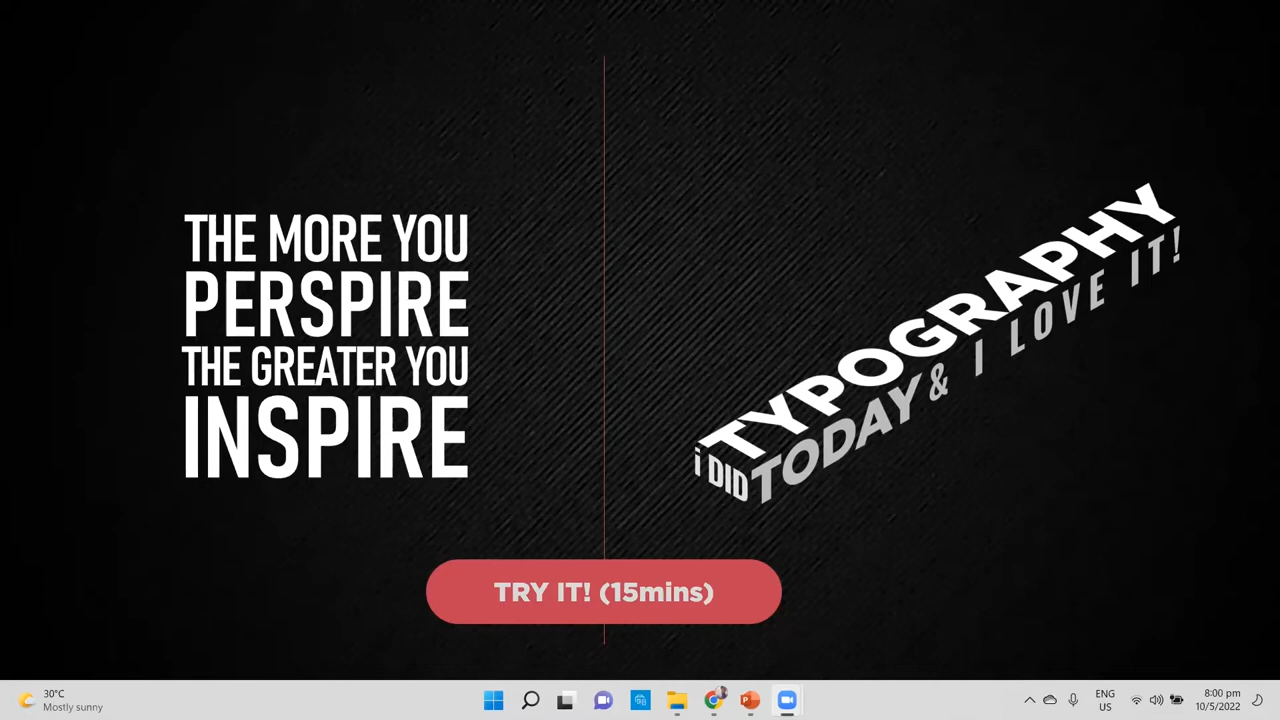 THE MORE YOU
PERSPIRE
THE GREATER YOU
INSPIRE
TYPOGRAPHY
i DID TODAY & I LOVE IT!
TRY IT! (15mins)
30°C
Mostly sunny
ENG
US
8:00 pm
10/5/2022